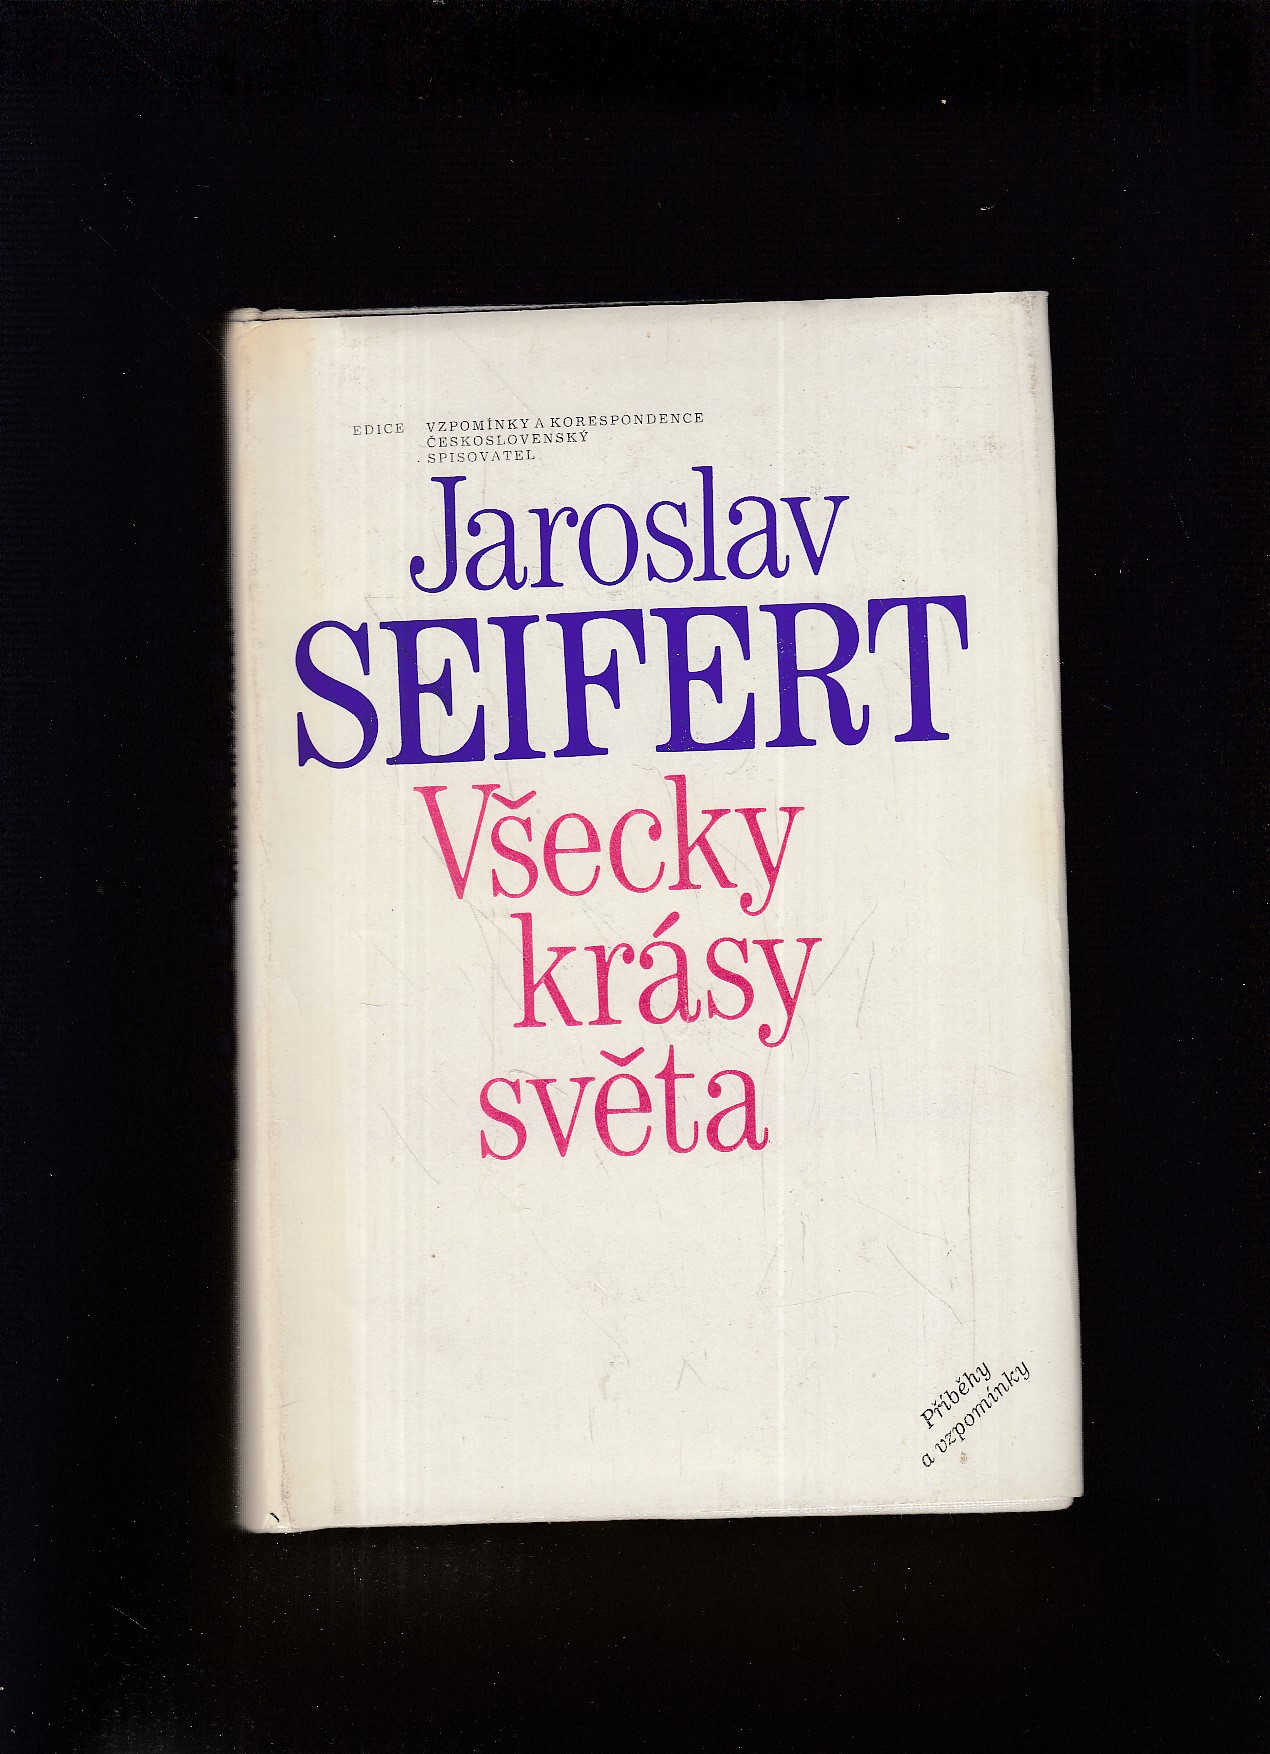 EDICE VZPOMÍNKY A KORESPONDENCE
ČESKOSLOVENSKÝ
SPISOVATEL
Jaroslav
SEIFERT
Všecky
krásy
světa
Příběhy
a vzpomínky